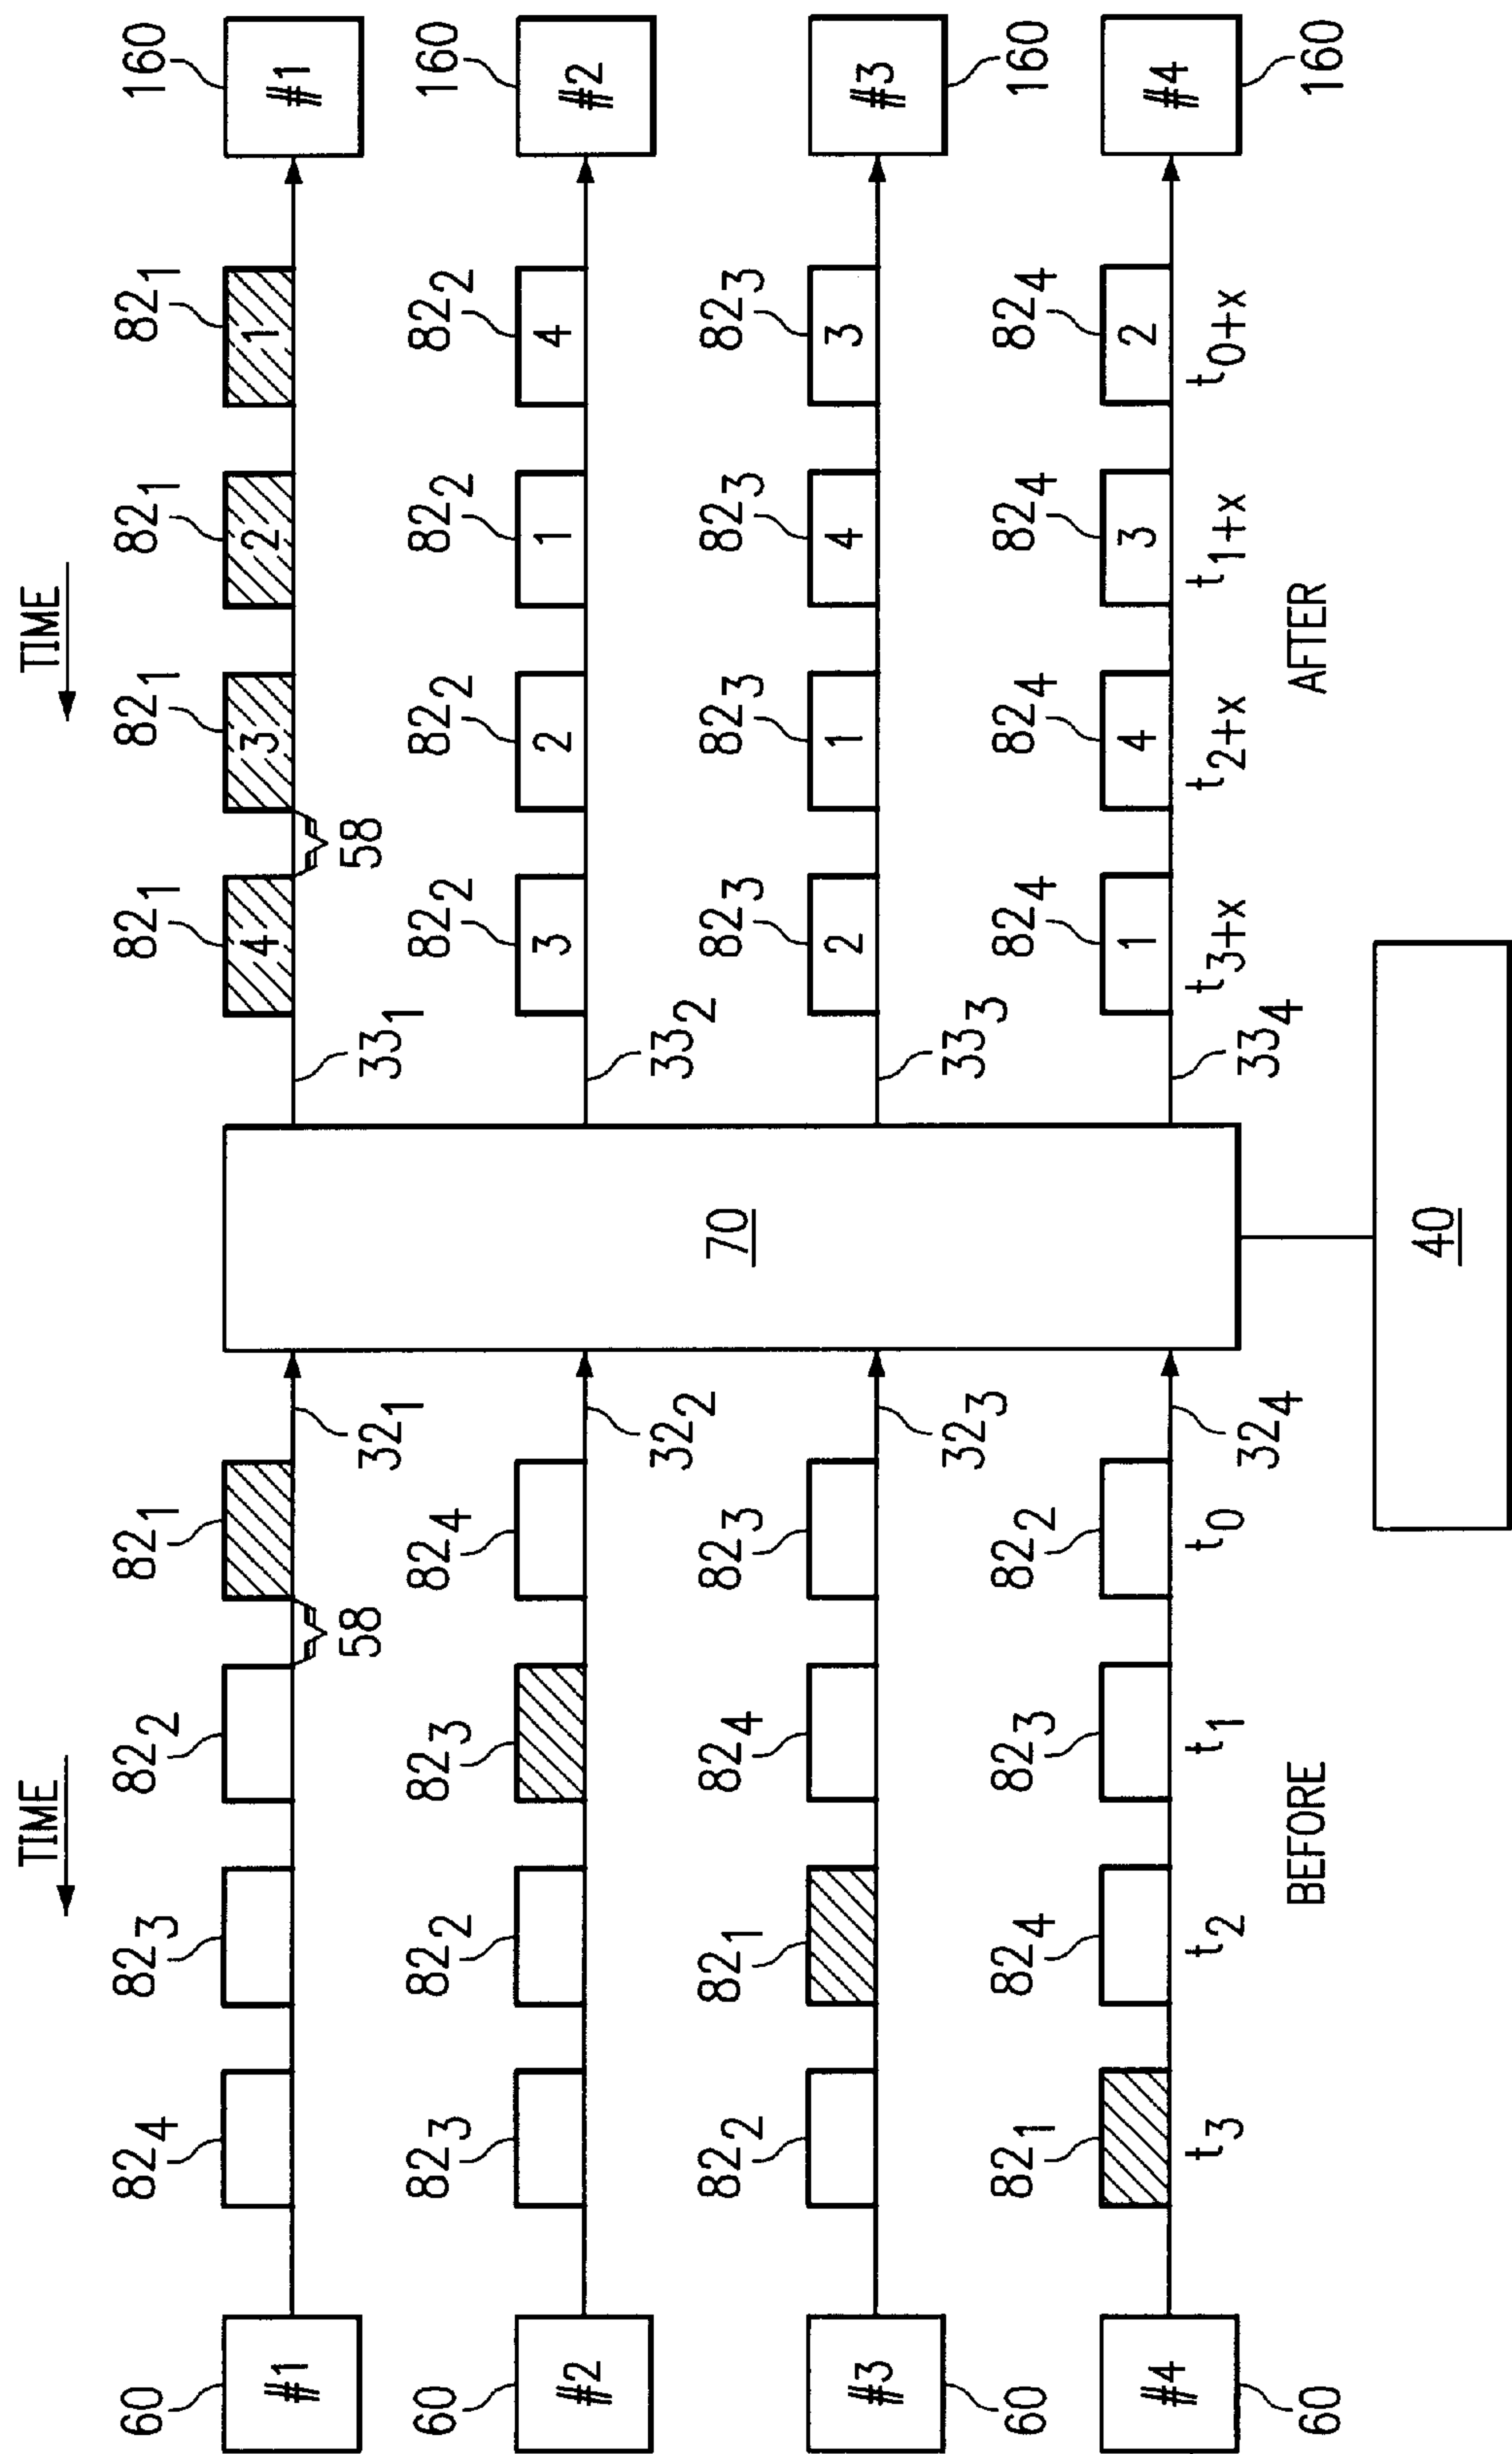 TIME TIME
60 82₄ 82₃ 82₂ 82₁ 82₁ 82₁ 82₁ 82₁ 160
#1 4 3 2 1 #1
58 32₁ 33₁ 58
60 82₃ 82₂ 82₃ 82₄ 82₂ 82₂ 82₂ 82₂ 160
#2 3 2 1 4 #2
32₂ 33₂
70
82₂ 82₁ 82₄ 82₃ 82₃ 82₃ 82₃ 82₃
#3 2 1 4 3 #3
60 32₃ 33₃ 160
82₁ 82₄ 82₃ 82₂ 82₄ 82₄ 82₄ 82₄
#4 1 4 3 2 #4
t₃ t₂ t₁ t₀ t₃₊ₓ t₂₊ₓ t₁₊ₓ t₀₊ₓ
60 32₄ 33₄ 160
BEFORE AFTER
40